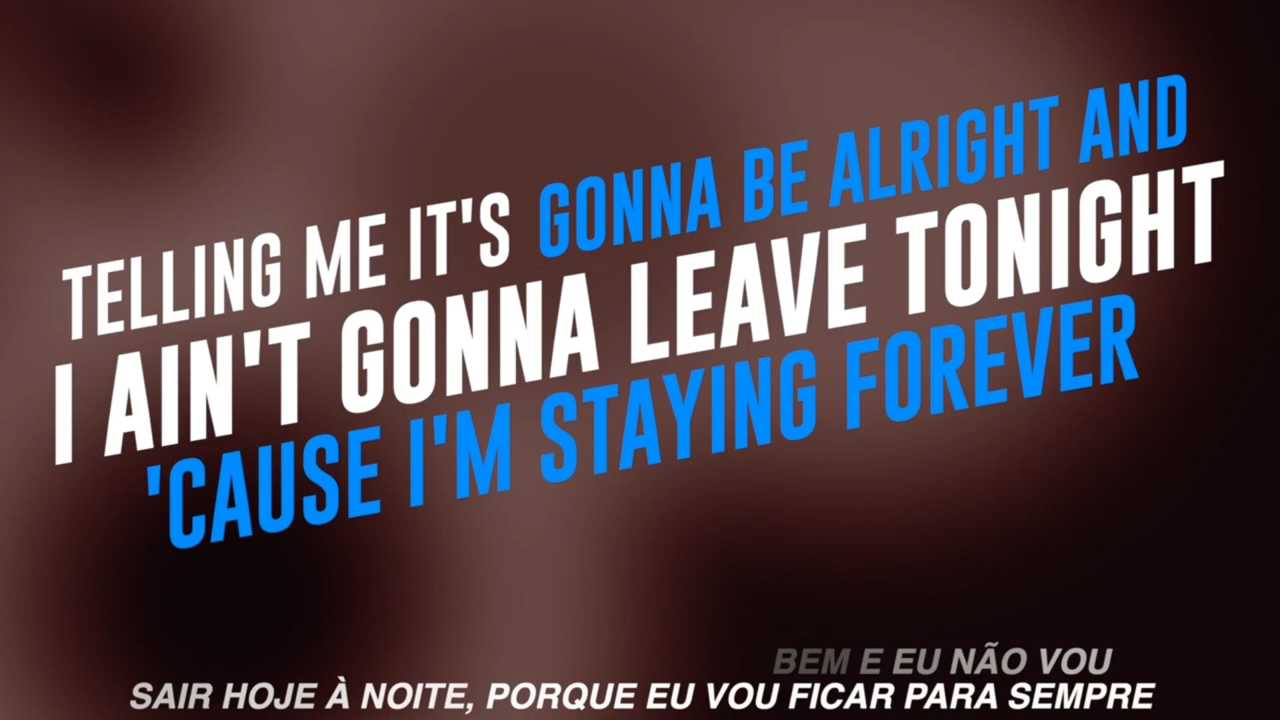 TELLING ME IT'S GONNA BE ALRIGHT AND
I AIN'T GONNA LEAVE TONIGHT
'CAUSE I'M STAYING FOREVER
BEM E EU NÃO VOU
SAIR HOJE À NOITE, PORQUE EU VOU FICAR PARA SEMPRE